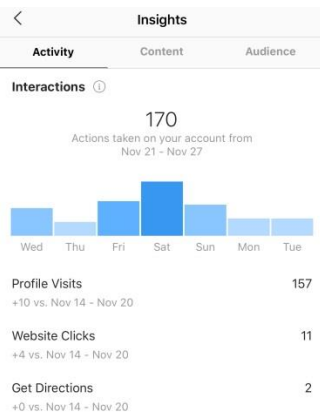 Insights
Activity Content Audience
Interactions
170
Actions taken on your account from
Nov 21 - Nov 27
Wed Thu Fri Sat Sun Mon Tue
Profile Visits 157
+10 vs. Nov 14 - Nov 20
Website Clicks 11
+4 vs. Nov 14 - Nov 20
Get Directions 2
+0 vs. Nov 14 - Nov 20